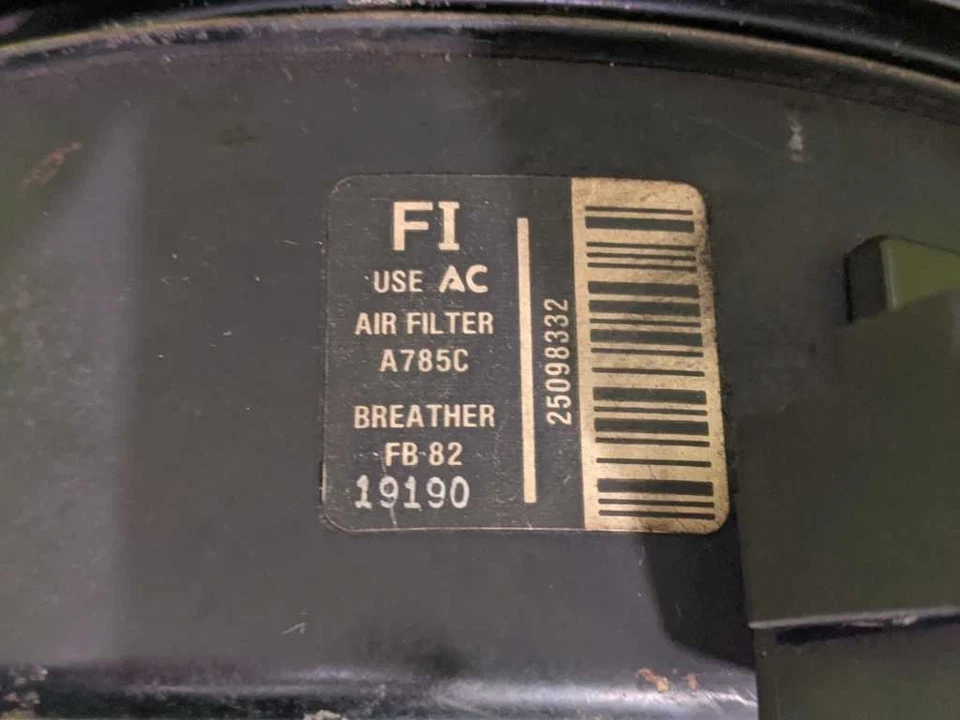 FI
USE AC
AIR FILTER
A785C
BREATHER
FB-82
19190
25098332